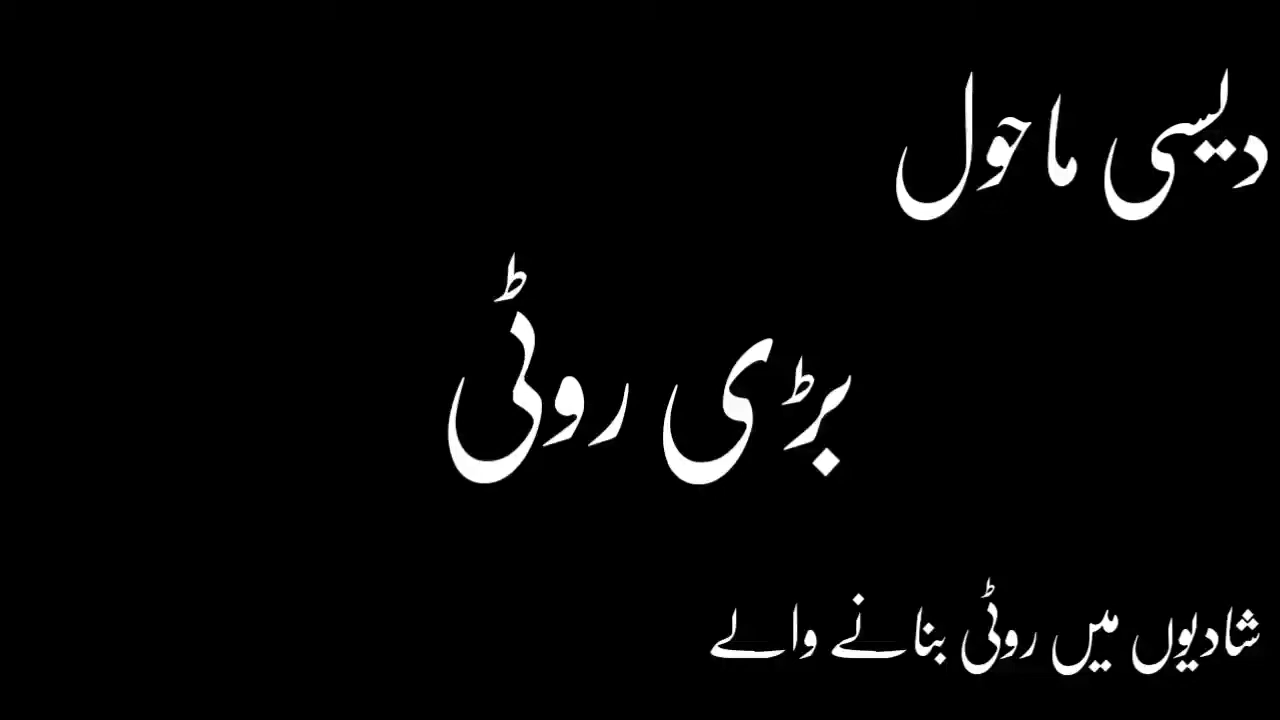 دیسی ماحول
بڑی روٹی
شادیوں میں روٹی بنانے والے